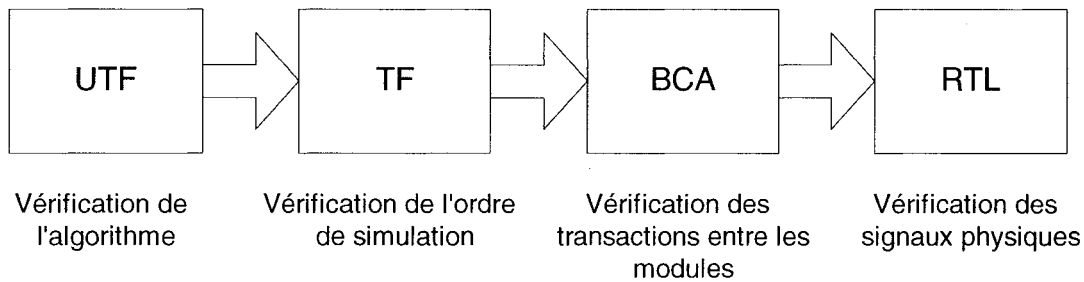 UTF
TF
BCA
RTL
Vérification de
l'algorithme
Vérification de l'ordre
de simulation
Vérification des
transactions entre les
modules
Vérification des
signaux physiques